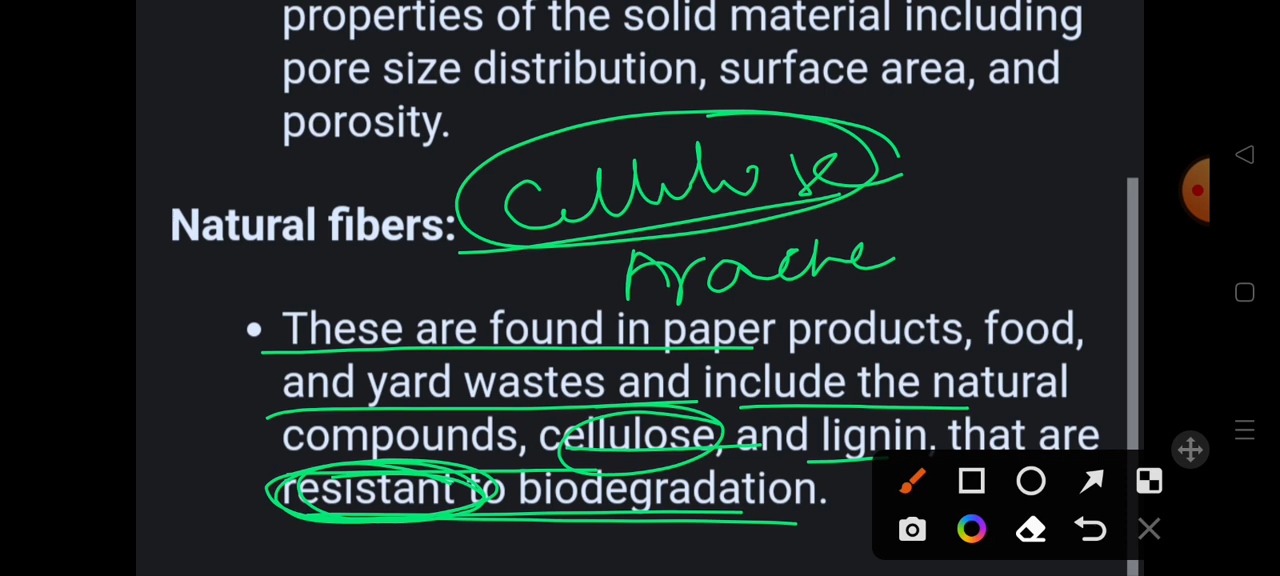 properties of the solid material including
pore size distribution, surface area, and
porosity.
Cellulose
Natural fibers:
• These are found in paper products, food,
and yard wastes and include the natural
compounds, cellulose, and lignin, that are
resistant to biodegradation.